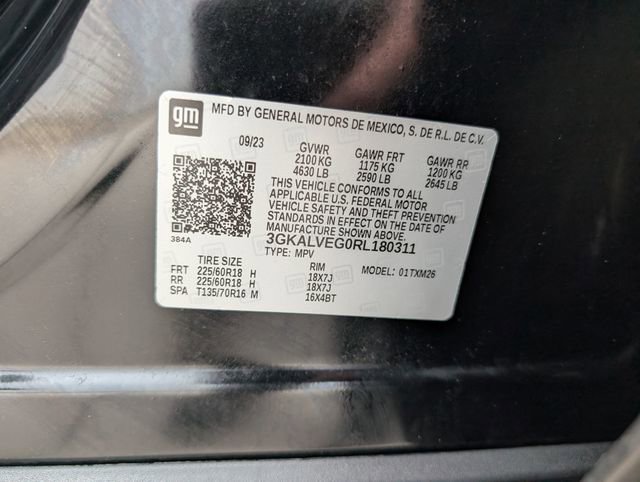 gm MFD BY GENERAL MOTORS DE MEXICO, S. DE R.L. DE C.V.
09/23 GVWR GAWR FRT GAWR RR
2100 KG 1175 KG 1200 KG
4630 LB 2590 LB 2645 LB
THIS VEHICLE CONFORMS TO ALL
APPLICABLE U.S. FEDERAL MOTOR
VEHICLE SAFETY AND THEFT PREVENTION
STANDARDS IN EFFECT ON THE DATE OF
MANUFACTURE SHOWN ABOVE.
384A 3GKALVEG0RL180311
TYPE: MPV
TIRE SIZE RIM MODEL: 01TXM26
FRT 225/60R18 H 18X7J
RR 225/60R18 H 18X7J
SPA T135/70R16 M 16X4BT